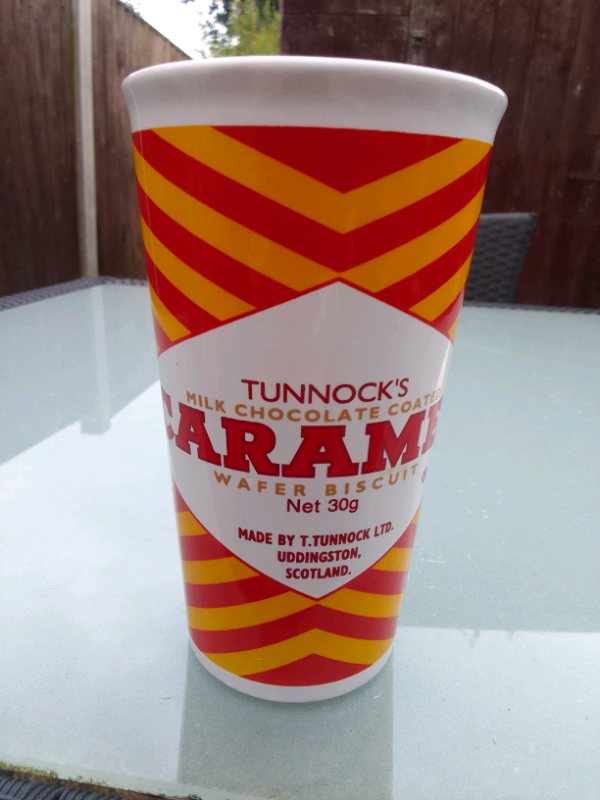 TUNNOCK'S
MILK CHOCOLATE COATE
CARAME
WAFER BISCUIT
Net 30g
MADE BY T.TUNNOCK LTD.
UDDINGSTON,
SCOTLAND.